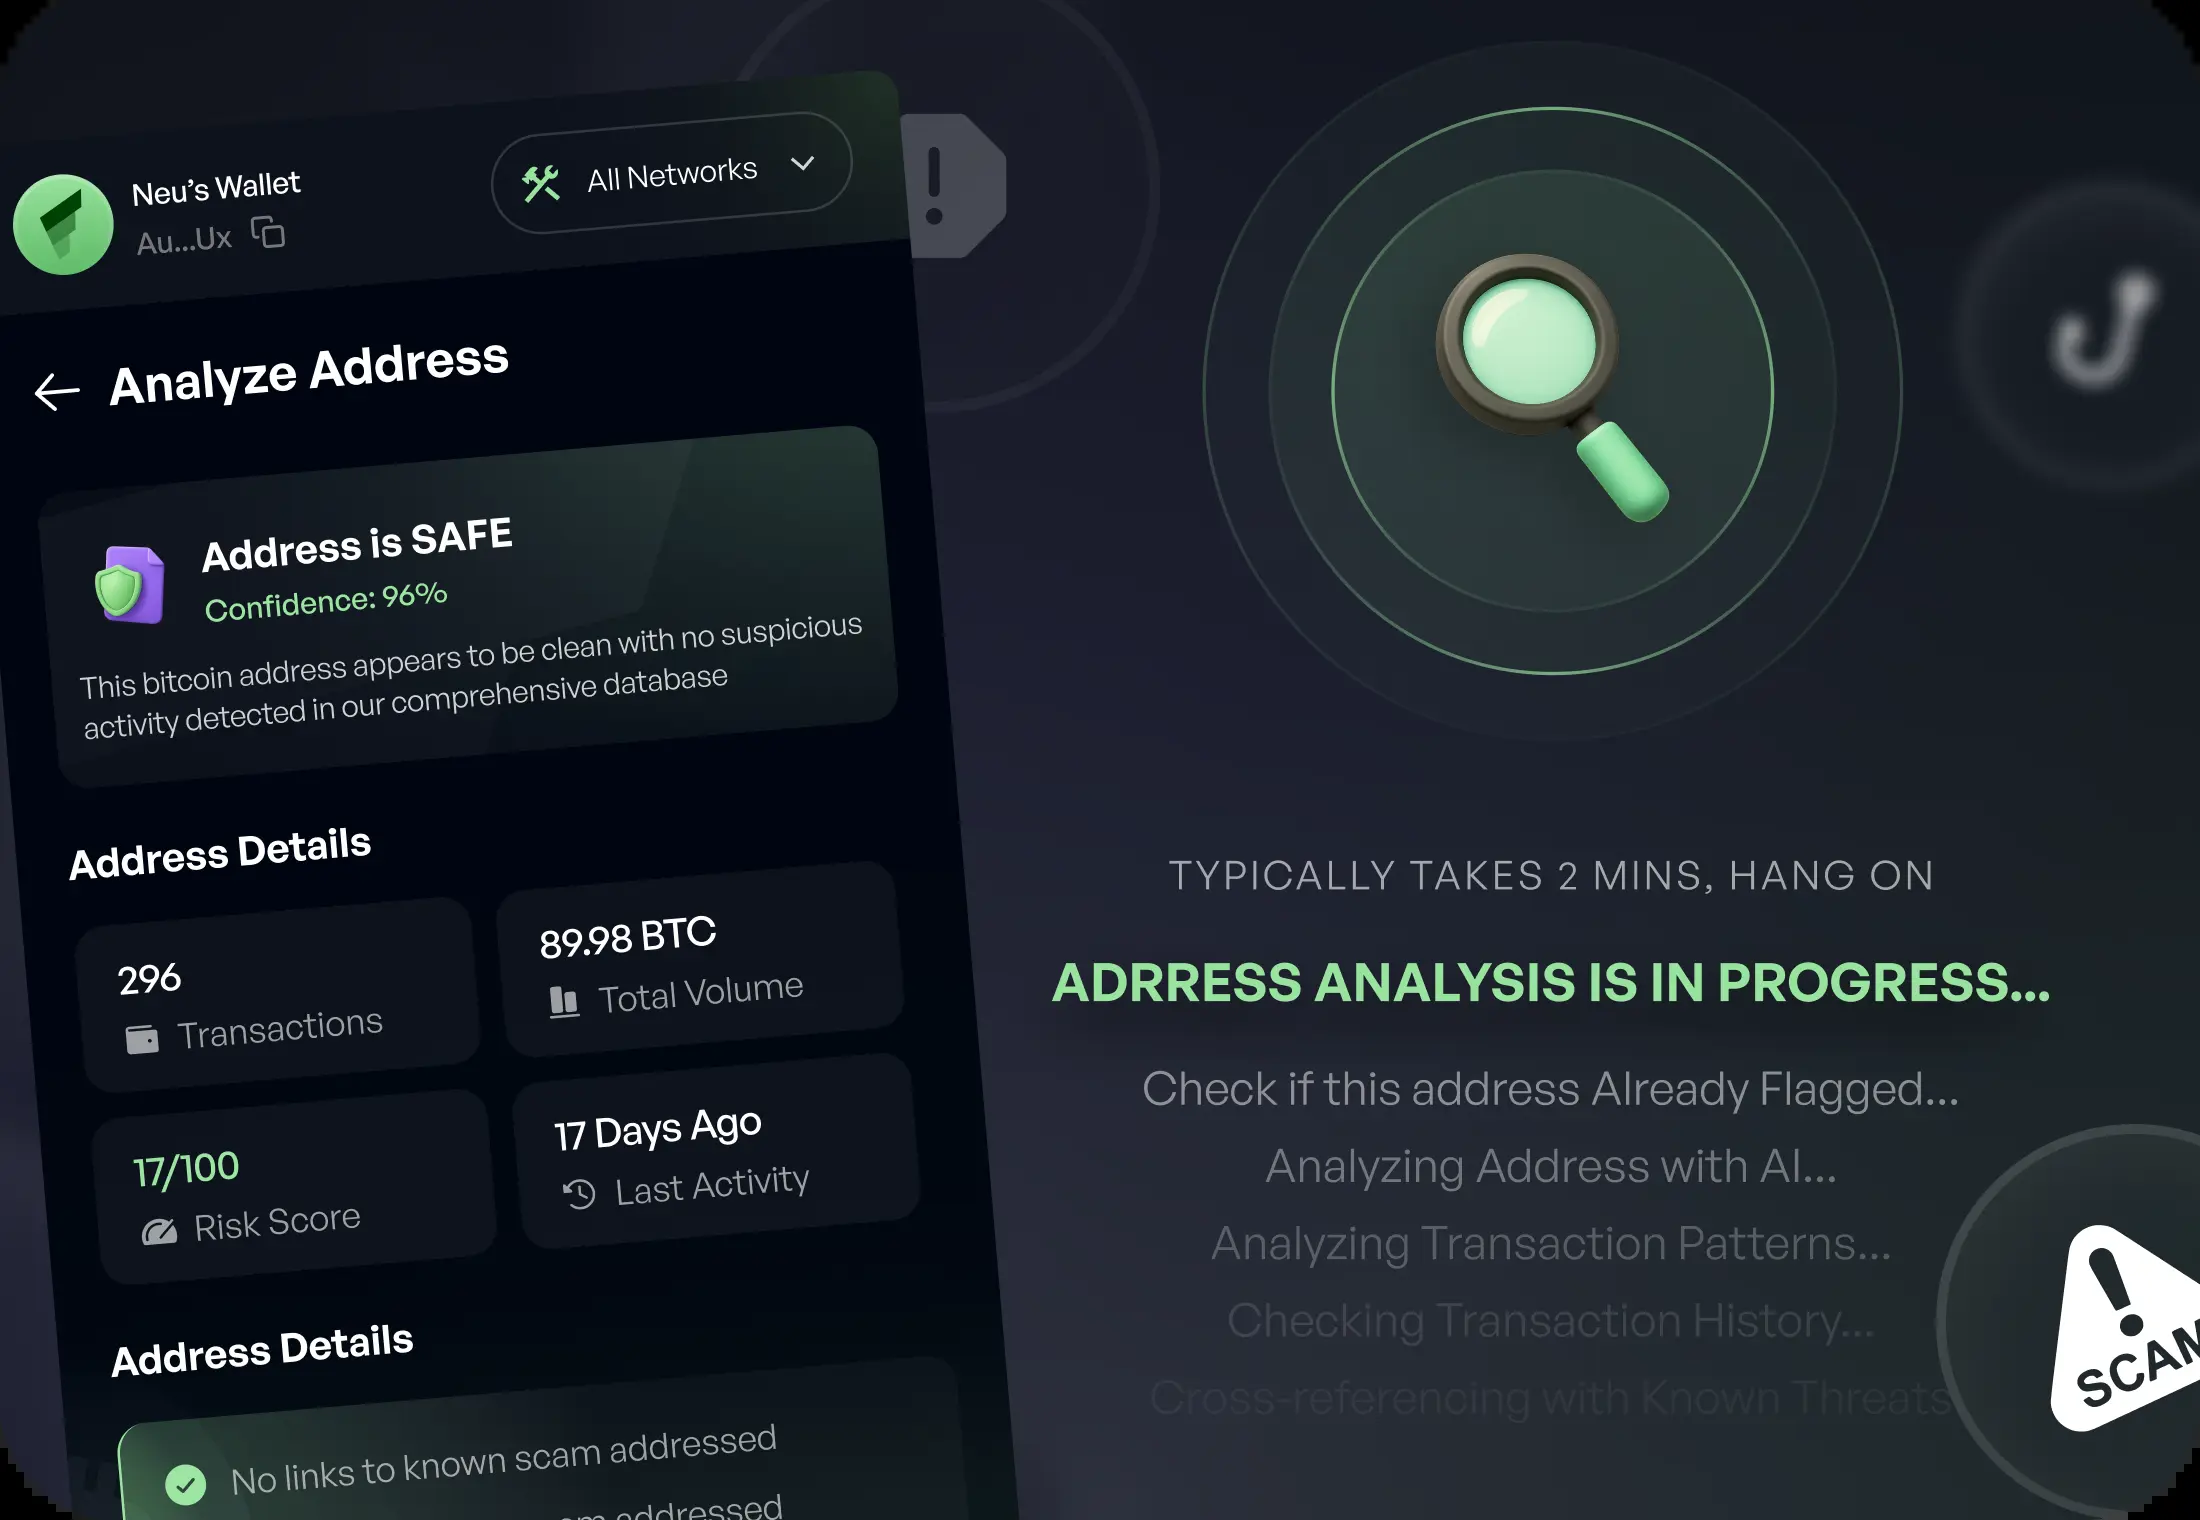 Neu's Wallet
Au...Ux
All Networks
Analyze Address
Address is SAFE
Confidence: 96%
This bitcoin address appears to be clean with no suspicious
activity detected in our comprehensive database
Address Details
296
Transactions
89.98 BTC
Total Volume
17/100
Risk Score
17 Days Ago
Last Activity
Address Details
No links to known scam addressed
addressed
TYPICALLY TAKES 2 MINS, HANG ON
ADRRESS ANALYSIS IS IN PROGRESS...
Check if this address Already Flagged...
Analyzing Address with AI...
Analyzing Transaction Patterns...
Checking Transaction History...
Cross-referencing with Known Threats
SCAM